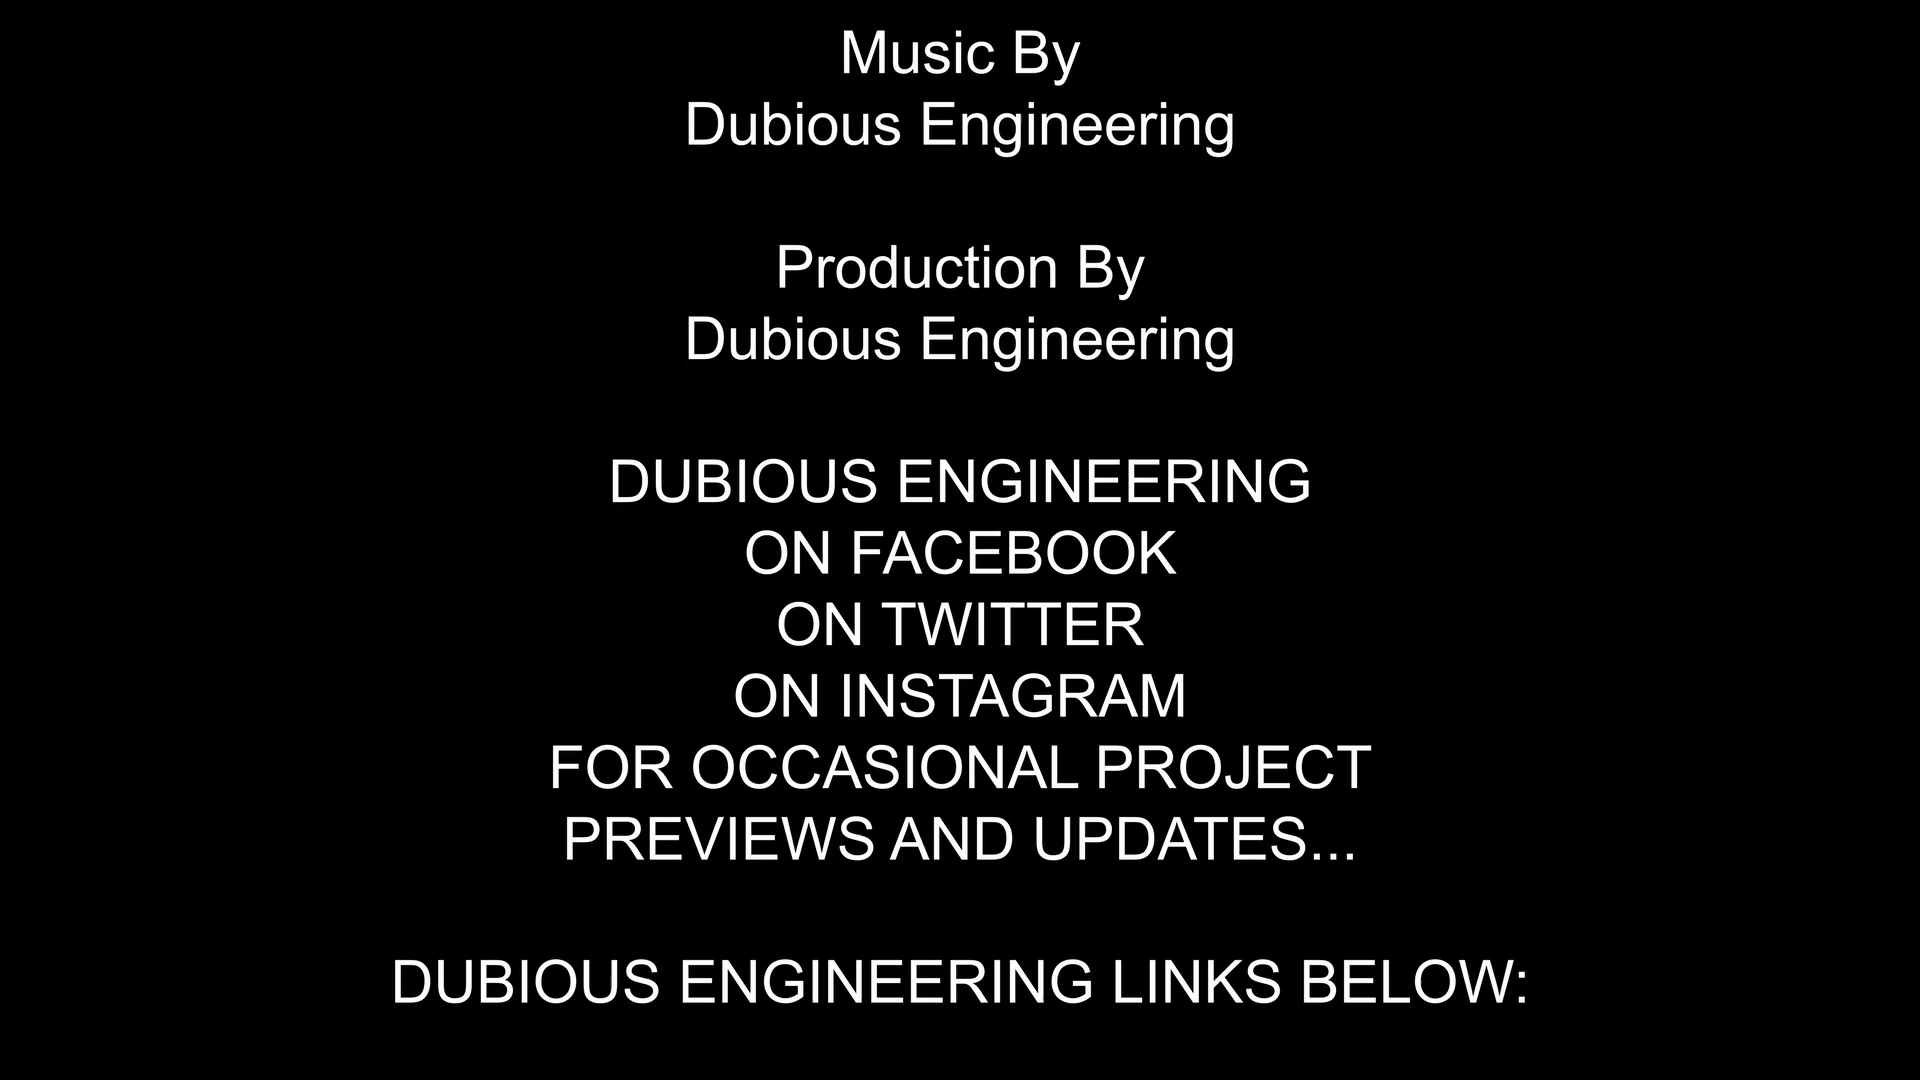 Music By
Dubious Engineering
Production By
Dubious Engineering
DUBIOUS ENGINEERING
ON FACEBOOK
ON TWITTER
ON INSTAGRAM
FOR OCCASIONAL PROJECT
PREVIEWS AND UPDATES...
DUBIOUS ENGINEERING LINKS BELOW: